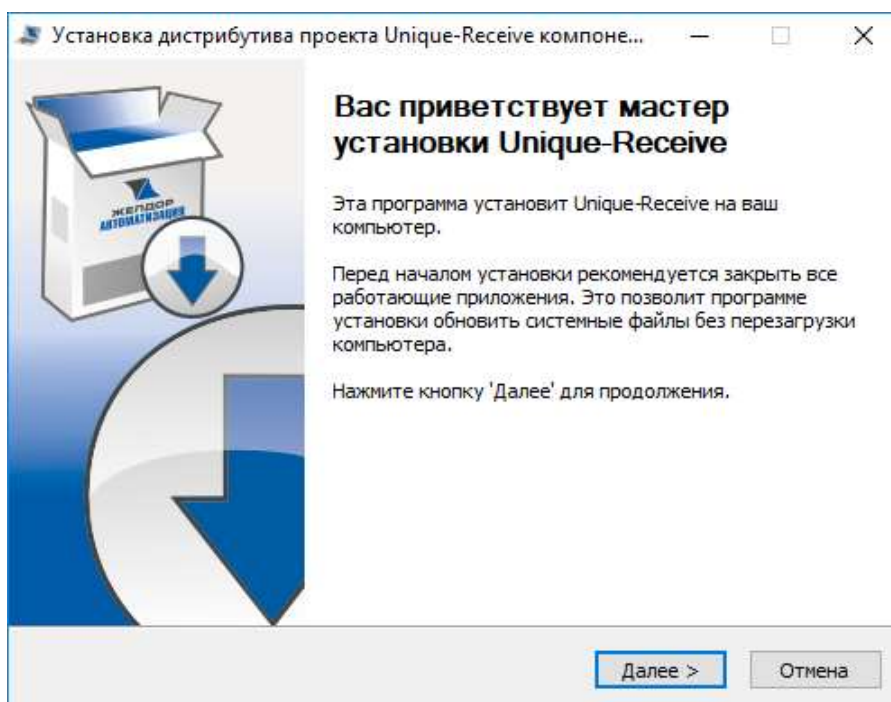 Установка дистрибутива проекта Unique-Receive компоне...
Вас приветствует мастер
установки Unique-Receive
ЖЕЛДОР
АВТОМАТИЗАЦИЯ
Эта программа установит Unique-Receive на ваш
компьютер.
Перед началом установки рекомендуется закрыть все
работающие приложения. Это позволит программе
установки обновить системные файлы без перезагрузки
компьютера.
Нажмите кнопку 'Далее' для продолжения.
Далее >
Отмена